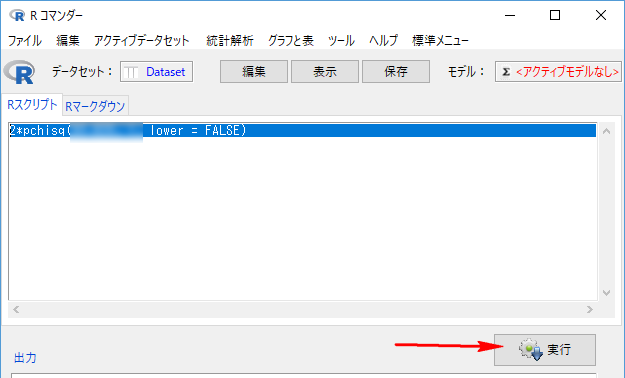 R コマンダー
ファイル 編集 アクティブデータセット 統計解析 グラフと表 ツール ヘルプ 標準メニュー
データセット： Dataset 編集 表示 保存 モデル： Σ <アクティブモデルなし>
Rスクリプト Rマークダウン
2*pchisq( lower = FALSE)
実行
出力